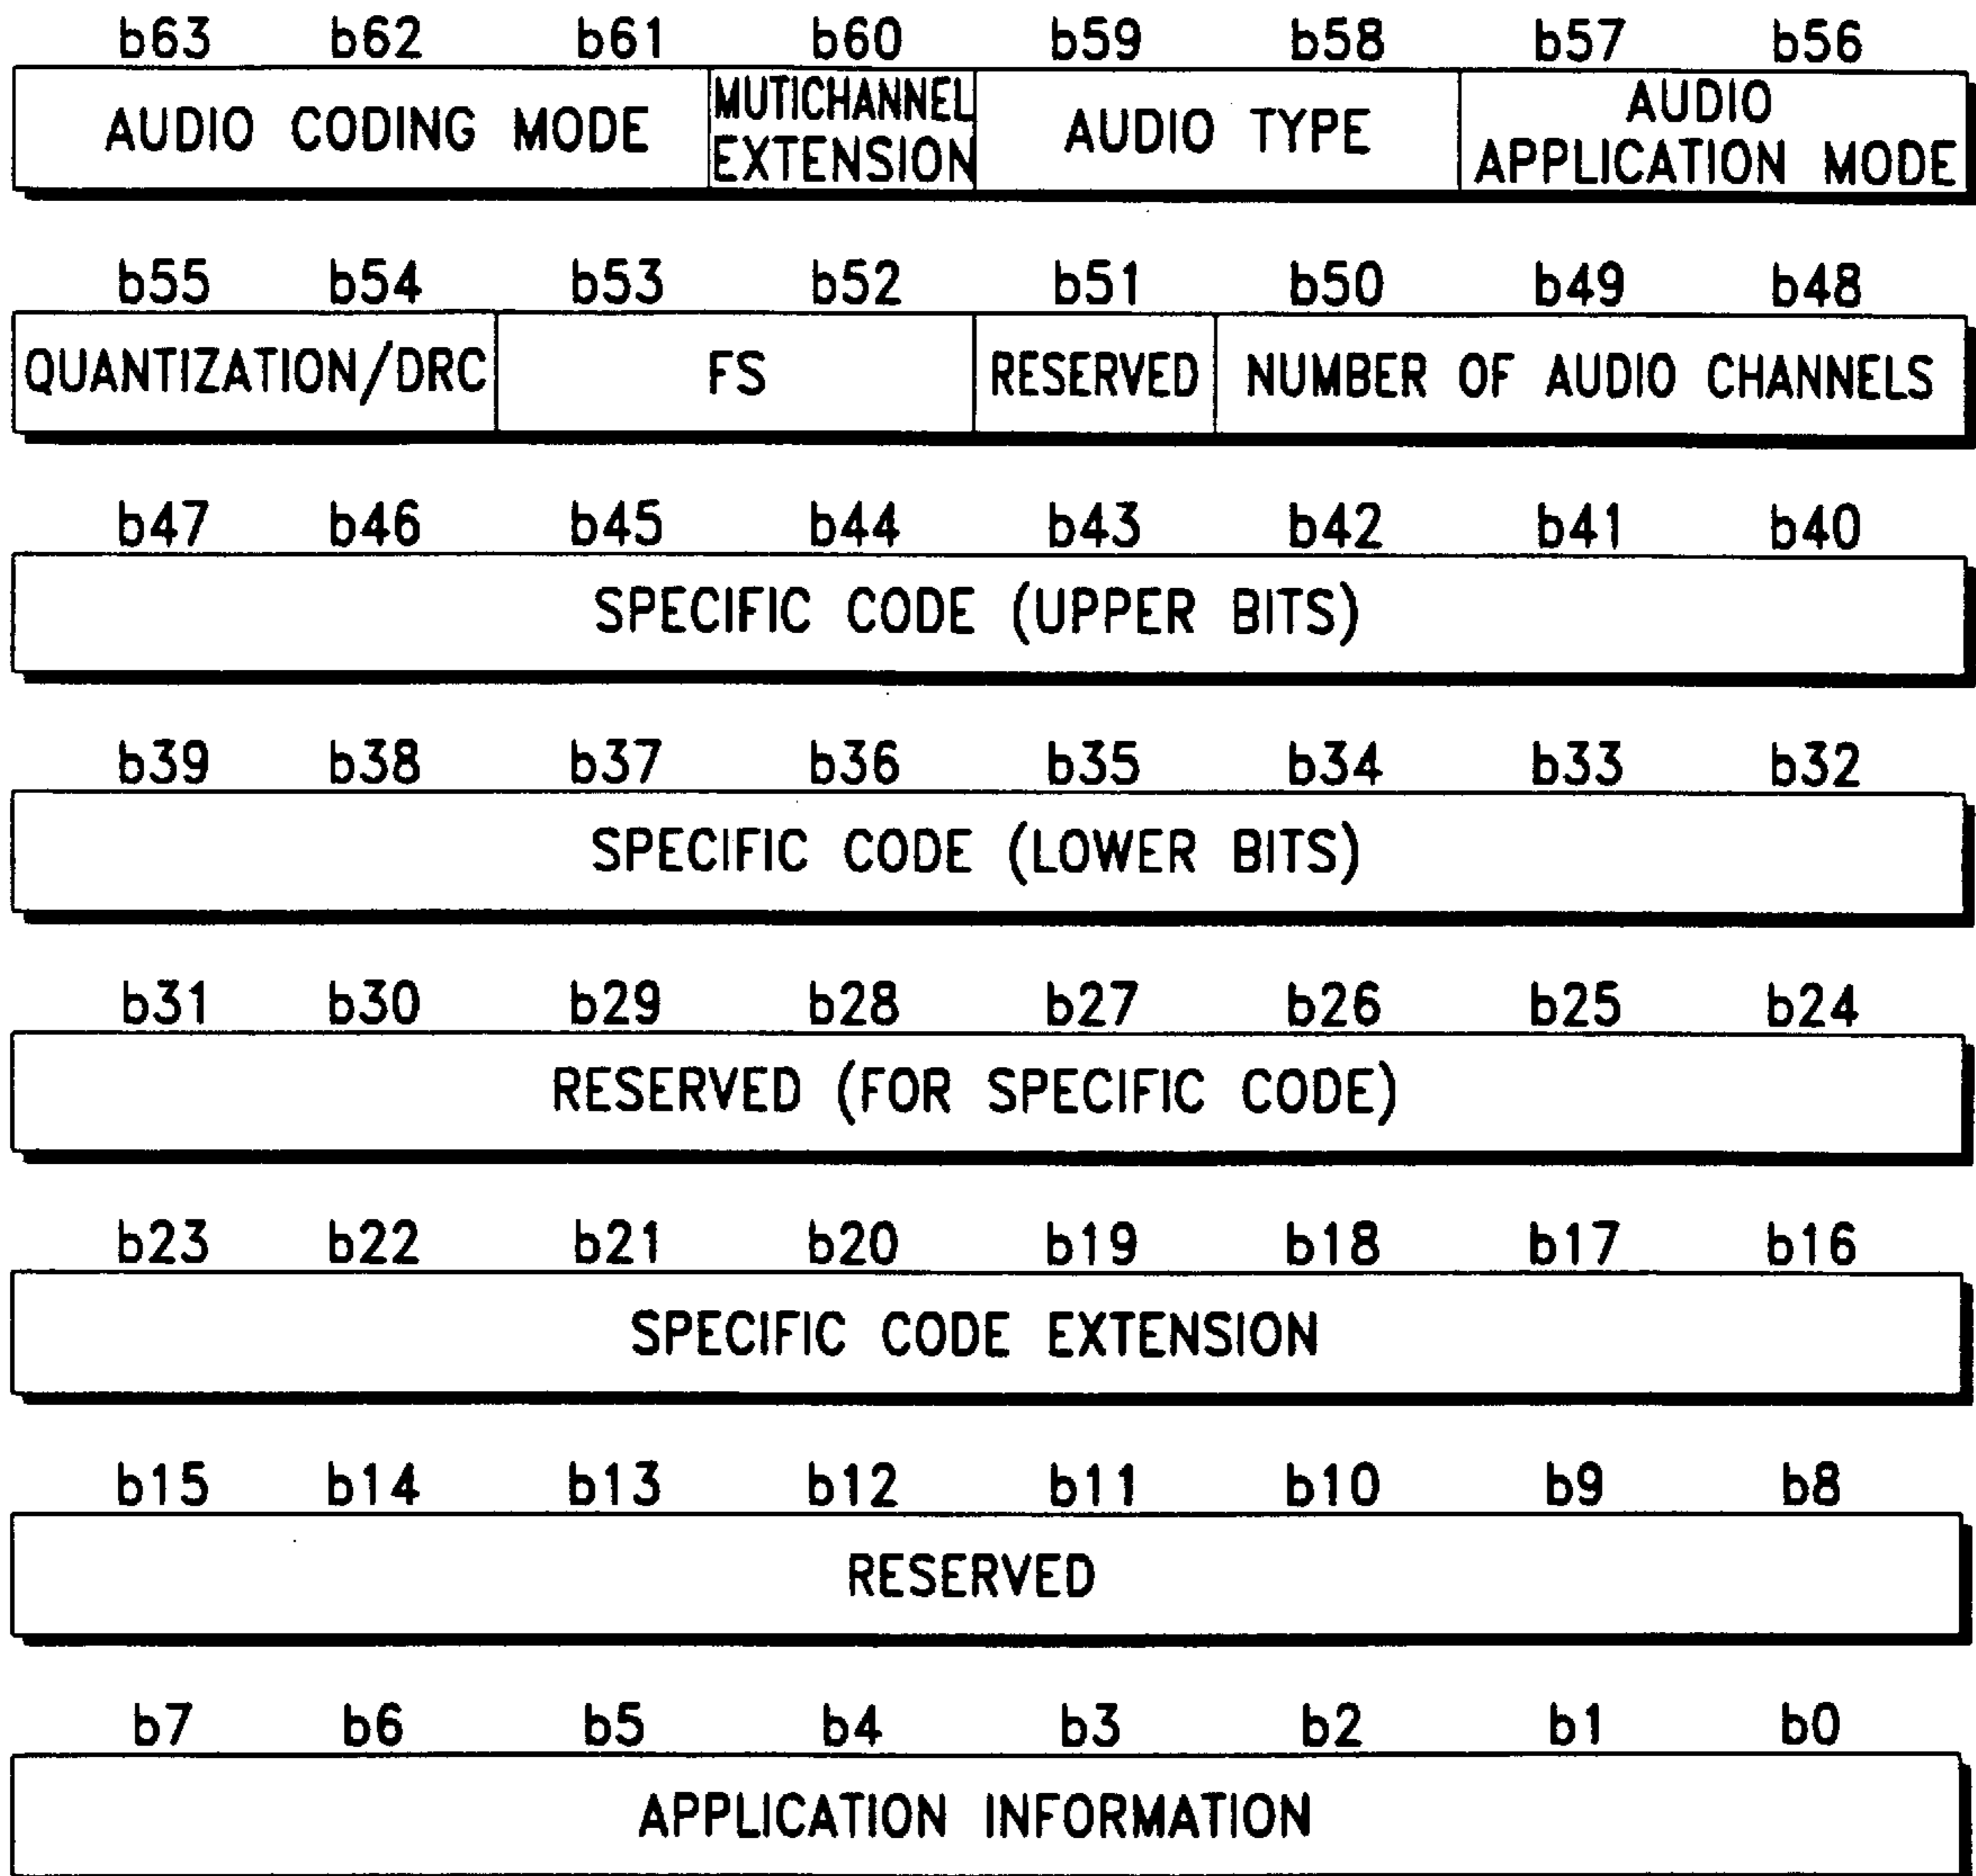 b63 b62 b61 b60 b59 b58 b57 b56
AUDIO CODING MODE
MUTICHANNEL
EXTENSION
AUDIO TYPE
AUDIO
APPLICATION MODE
b55 b54 b53 b52 b51 b50 b49 b48
QUANTIZATION/DRC FS RESERVED NUMBER OF AUDIO CHANNELS
b47 b46 b45 b44 b43 b42 b41 b40
SPECIFIC CODE (UPPER BITS)
b39 b38 b37 b36 b35 b34 b33 b32
SPECIFIC CODE (LOWER BITS)
b31 b30 b29 b28 b27 b26 b25 b24
RESERVED (FOR SPECIFIC CODE)
b23 b22 b21 b20 b19 b18 b17 b16
SPECIFIC CODE EXTENSION
b15 b14 b13 b12 b11 b10 b9 b8
RESERVED
b7 b6 b5 b4 b3 b2 b1 b0
APPLICATION INFORMATION